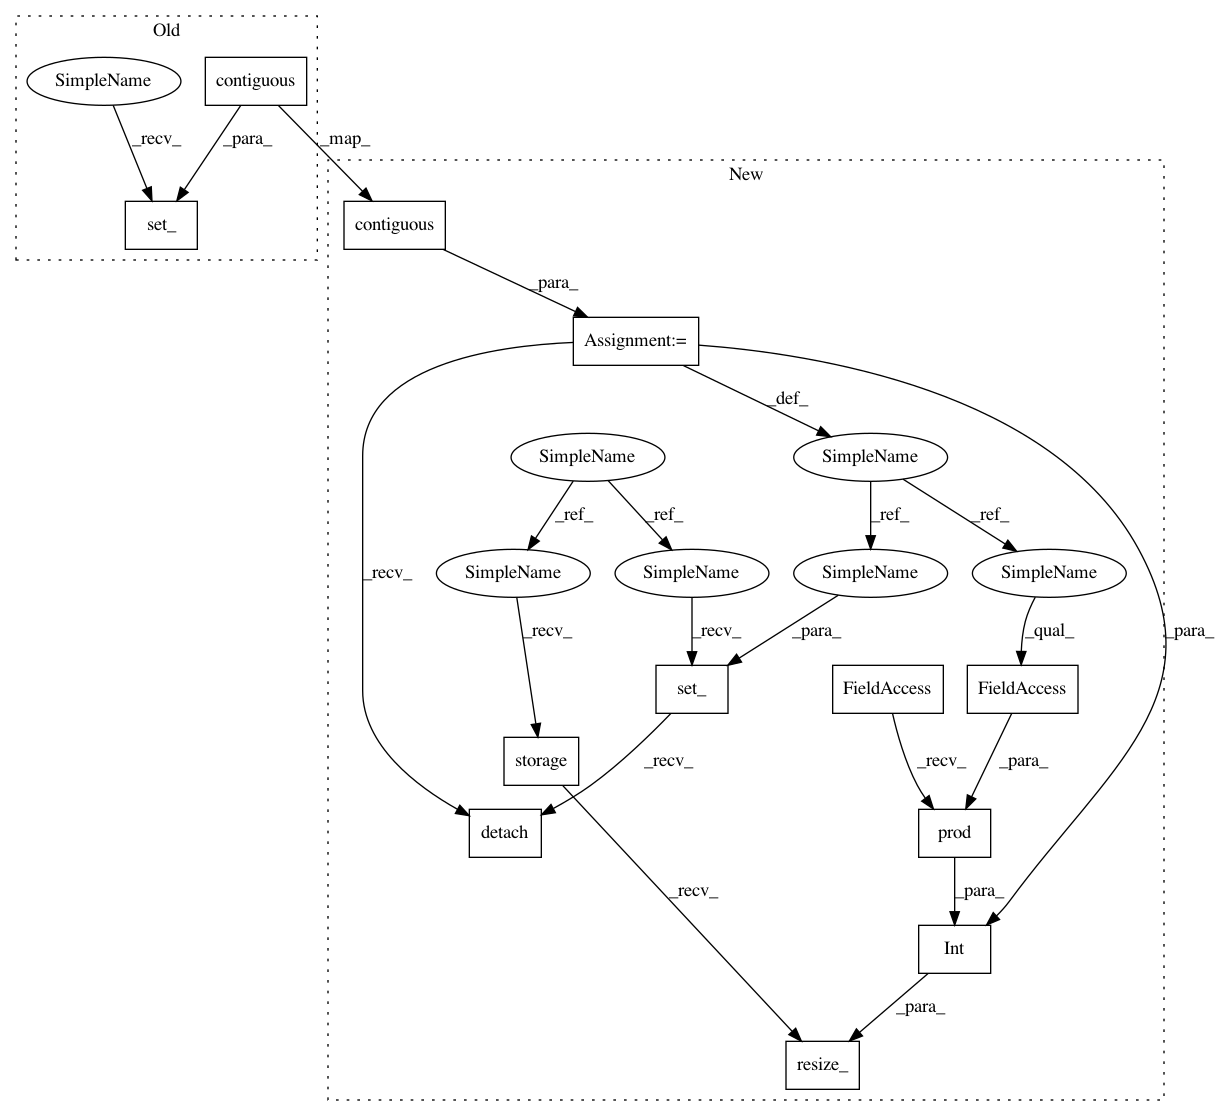 Old
SimpleName
contiguous
_recv_
_para_
_map_
New
set_
contiguous
_para_
Assignment:=
_def_
SimpleName
SimpleName
_ref_
_ref_
_ref_
_ref_
_recv_
SimpleName
SimpleName
SimpleName
SimpleName
_recv_
_recv_
_para_
_qual_
_para_
set_
FieldAccess
FieldAccess
storage
_recv_
_recv_
_para_
detach
prod
_recv_
_para_
Int
_para_
resize_